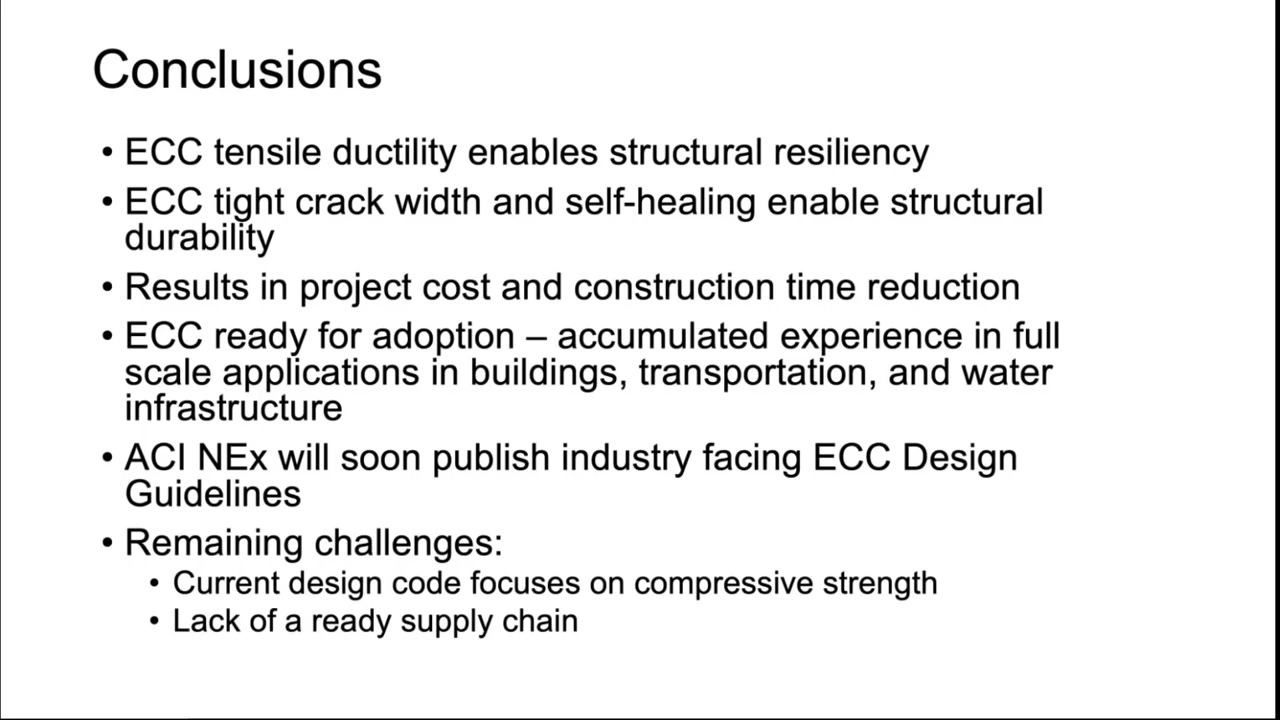 Conclusions
• ECC tensile ductility enables structural resiliency
• ECC tight crack width and self-healing enable structural
durability
• Results in project cost and construction time reduction
• ECC ready for adoption – accumulated experience in full
scale applications in buildings, transportation, and water
infrastructure
• ACI NEx will soon publish industry facing ECC Design
Guidelines
• Remaining challenges:
• Current design code focuses on compressive strength
• Lack of a ready supply chain